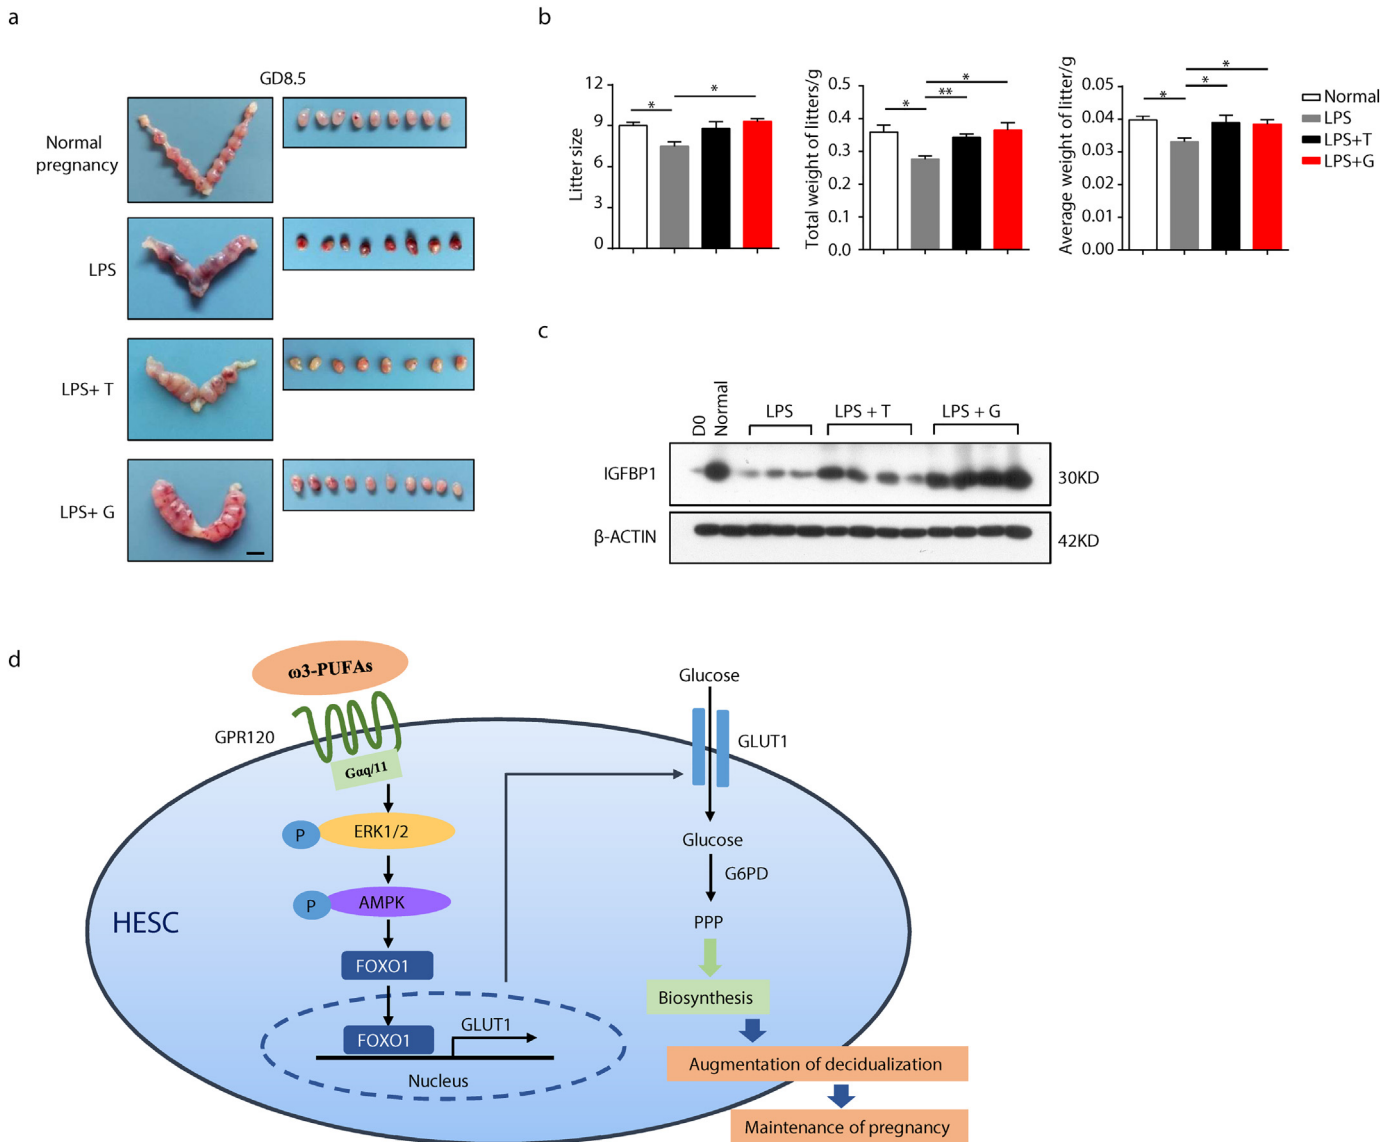 a
GD8.5
Normal
pregnancy
LPS
LPS+ T
LPS+ G
b
12
9
6
3
0
Litter size
*
*
0.5
0.4
0.3
0.2
0.1
0.0
Total weight of litters/g
*
**
*
0.05
0.04
0.03
0.02
0.01
0.00
Average weight of litter/g
*
*
*
Normal
LPS
LPS+T
LPS+G
c
D0
Normal
LPS
LPS + T
LPS + G
IGFBP1
30KD
β-ACTIN
42KD
d
ω3-PUFAs
GPR120
Gαq/11
P
ERK1/2
P
AMPK
FOXO1
FOXO1
GLUT1
Nucleus
HESC
Glucose
GLUT1
Glucose
G6PD
PPP
Biosynthesis
Augmentation of decidualization
Maintenance of pregnancy